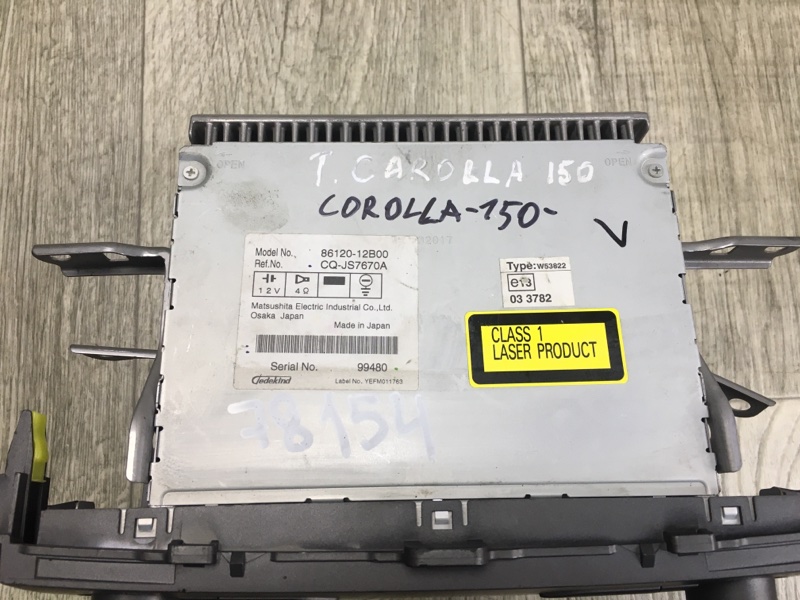 OPEN
OPEN
T. CAROLLA 150
COROLLA-150-
V
Model No. 86120-12B00
Ref.No. CQ-JS7670A
12V 4Ω
Matsushita Electric Industrial Co.,Ltd.
Osaka Japan
Made in Japan
Serial No. 99480
Gedekind Label No. YEFM011763
Type:W53822
e13
03 3782
CLASS 1
LASER PRODUCT
78154